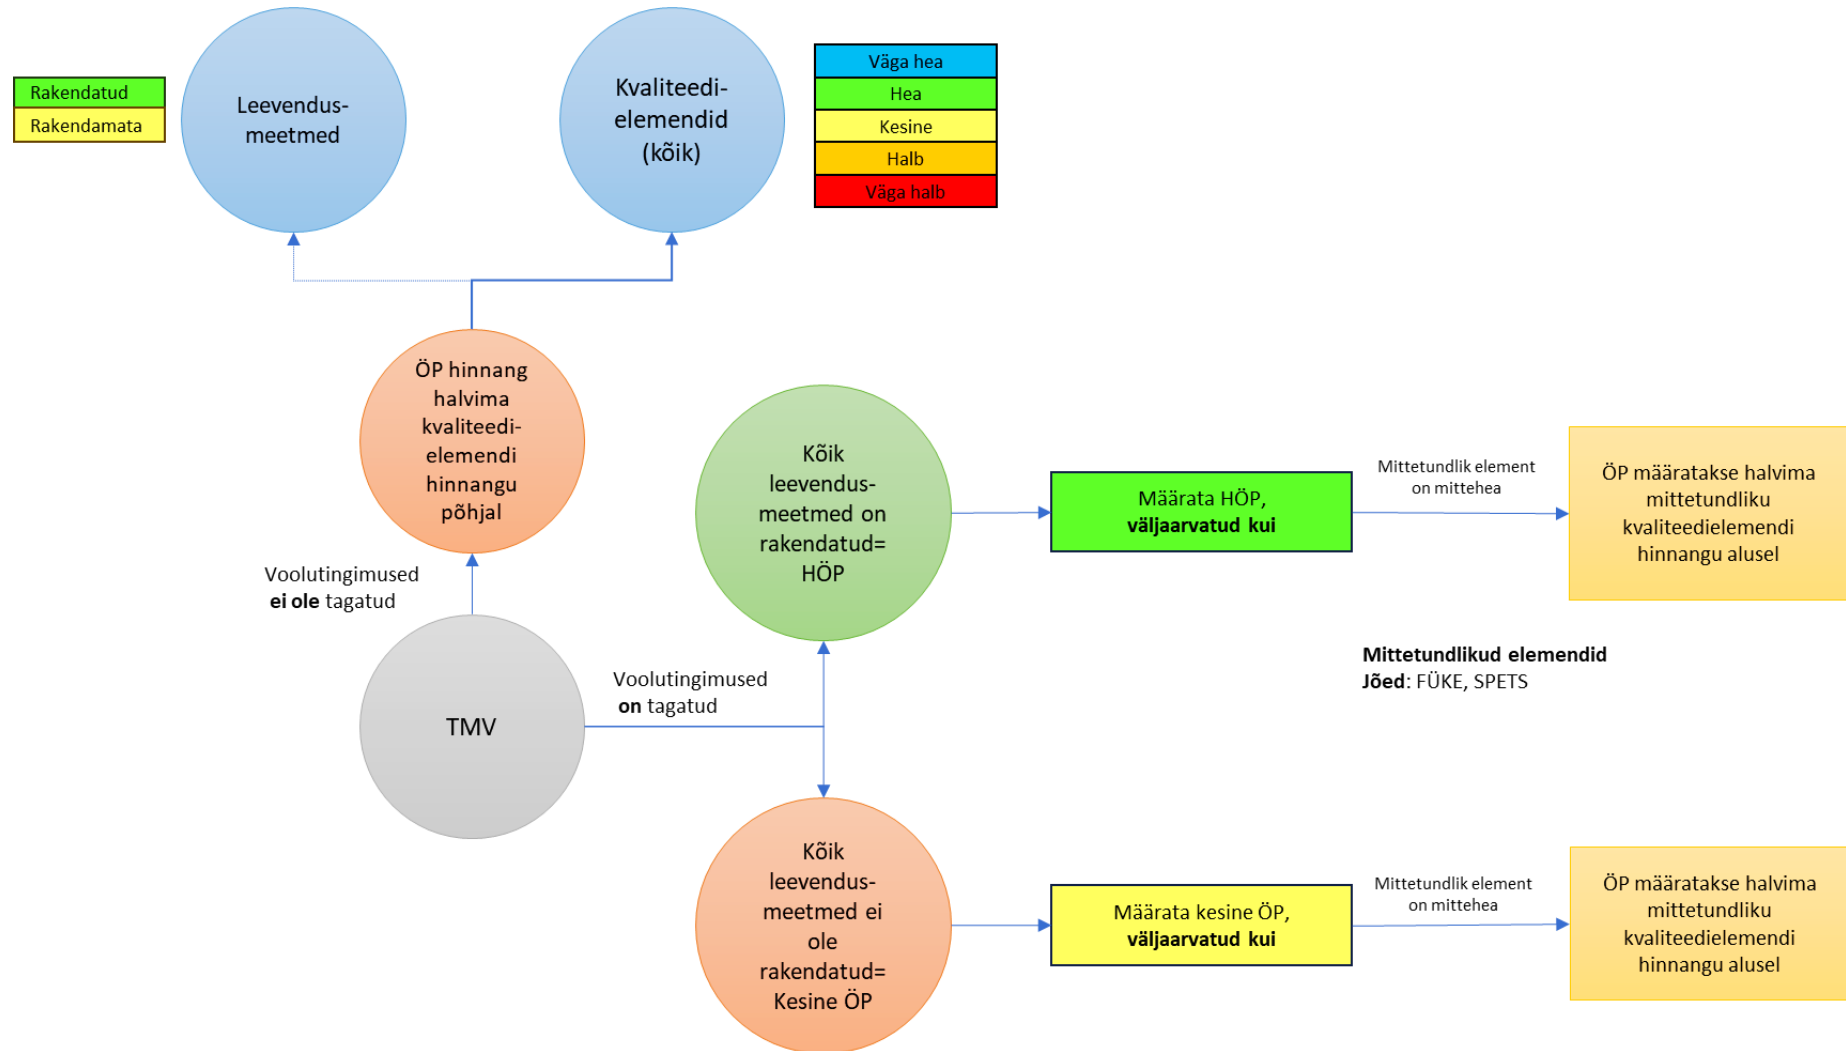 Rakendatud
Rakendamata
Leevendus-
meetmed
Kvaliteedi-
elemendid
(kõik)
Väga hea
Hea
Kesine
Halb
Väga halb
ÖP hinnang
halvima
kvaliteedi-
elemendi
hinnangu
põhjal
Voolutingimused
ei ole tagatud
TMV
Voolutingimused
on tagatud
Kõik
leevendus-
meetmed on
rakendatud=
HÖP
Määrata HÖP,
väljaarvatud kui
Mittetundlik element
on mittehea
ÖP määratakse halvima
mittetundliku
kvaliteedielemendi
hinnangu alusel
Mittetundlikud elemendid
Jõed: FÜKE, SPETS
Kõik
leevendus-
meetmed ei
ole
rakendatud=
Kesine ÖP
Määrata kesine ÖP,
väljaarvatud kui
Mittetundlik element
on mittehea
ÖP määratakse halvima
mittetundliku
kvaliteedielemendi
hinnangu alusel